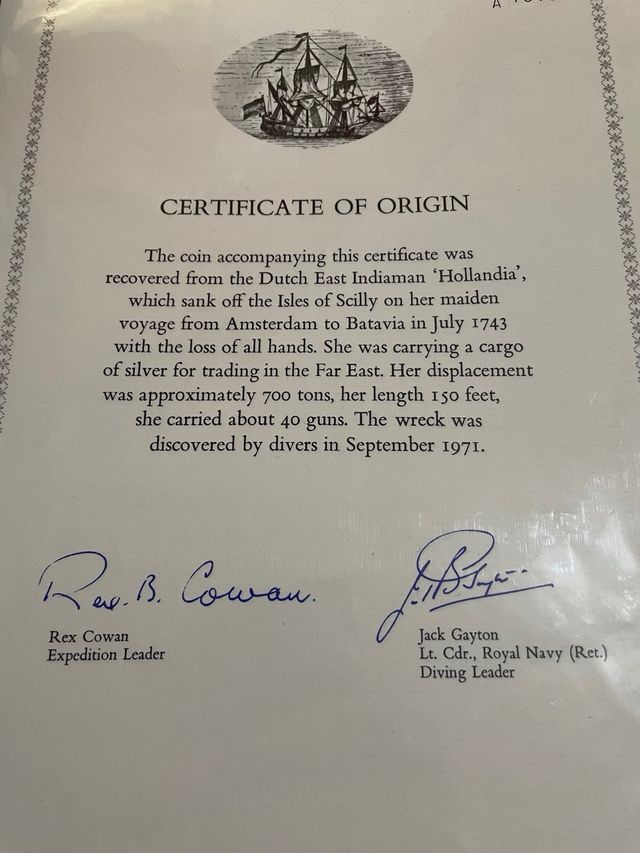 A
CERTIFICATE OF ORIGIN
The coin accompanying this certificate was
recovered from the Dutch East Indiaman ‘Hollandia’,
which sank off the Isles of Scilly on her maiden
voyage from Amsterdam to Batavia in July 1743
with the loss of all hands. She was carrying a cargo
of silver for trading in the Far East. Her displacement
was approximately 700 tons, her length 150 feet,
she carried about 40 guns. The wreck was
discovered by divers in September 1971.
Rex. B. Cowan.
Rex Cowan
Expedition Leader
Jack Gayton
Lt. Cdr., Royal Navy (Ret.)
Diving Leader